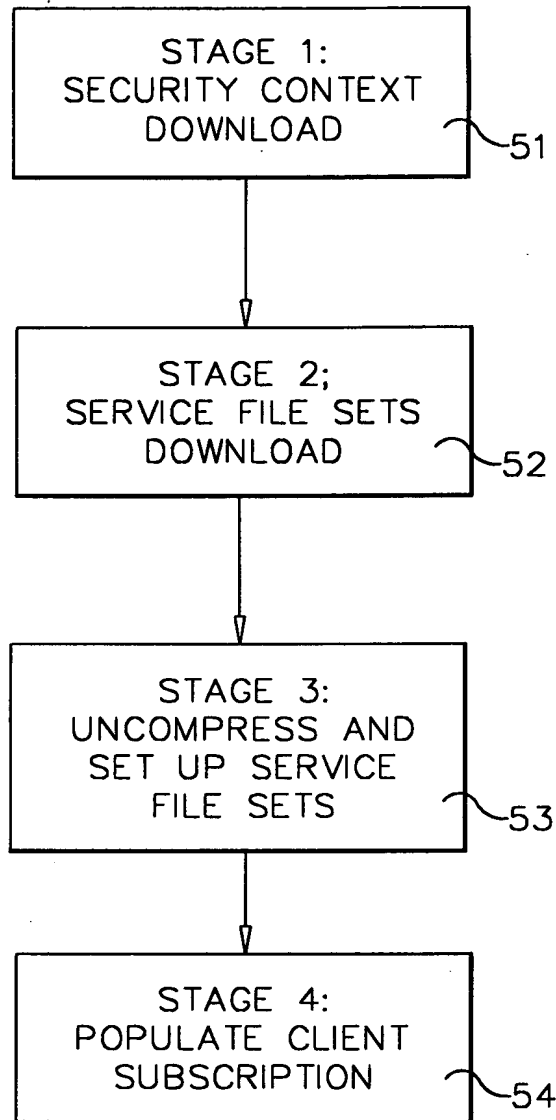 STAGE 1:
SECURITY CONTEXT
DOWNLOAD
51
STAGE 2;
SERVICE FILE SETS
DOWNLOAD
52
STAGE 3:
UNCOMPRESS AND
SET UP SERVICE
FILE SETS
53
STAGE 4:
POPULATE CLIENT
SUBSCRIPTION
54